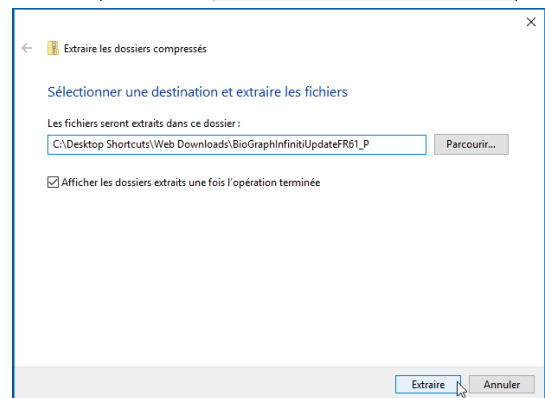 Extraire les dossiers compressés
Sélectionner une destination et extraire les fichiers
Les fichiers seront extraits dans ce dossier :
C:\Desktop Shortcuts\Web Downloads\BioGraphInfinitiUpdateFR61_P
Parcourir...
Afficher les dossiers extraits une fois l'opération terminée
Extraire Annuler